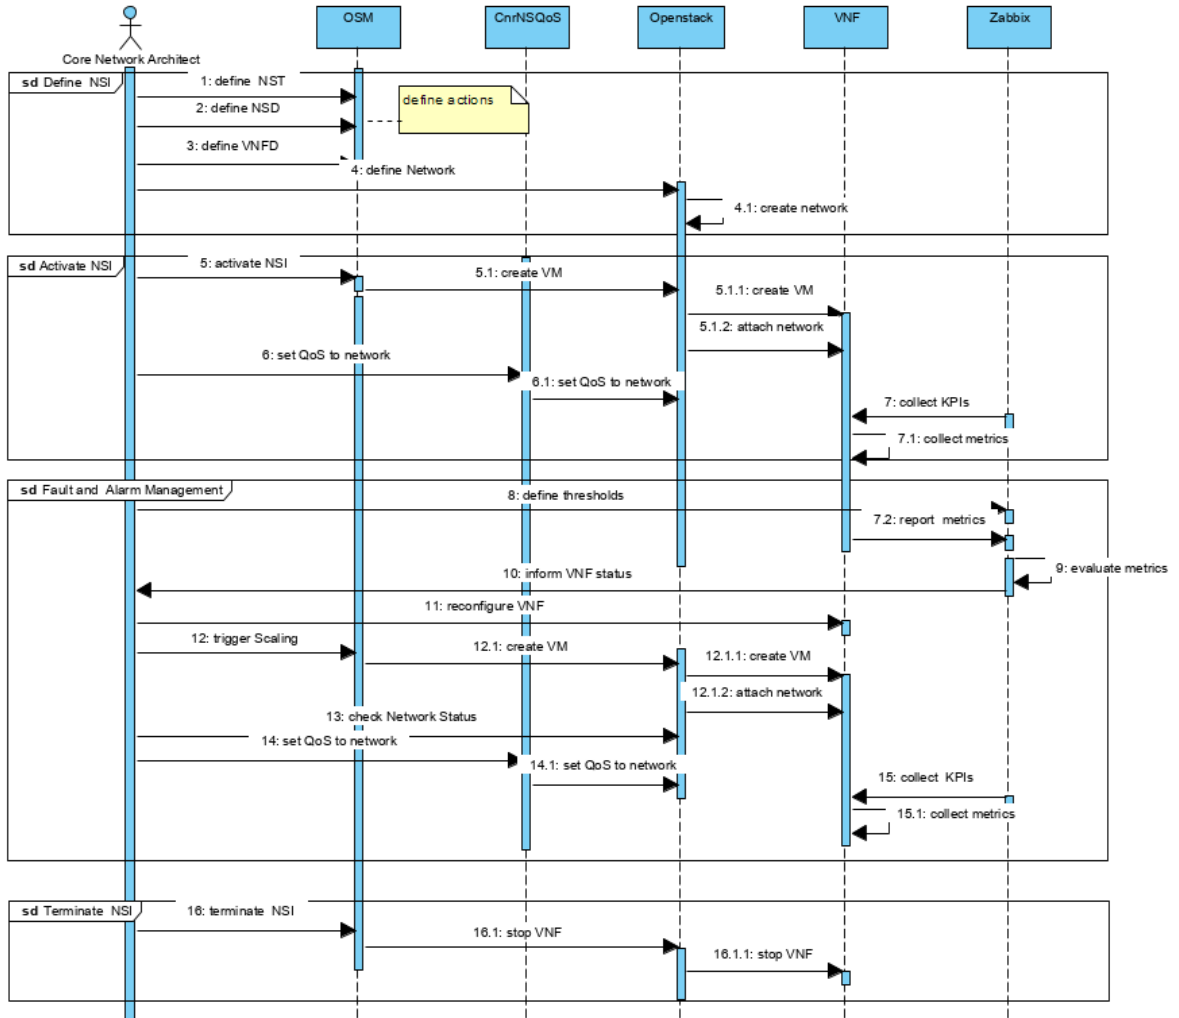 OSM
CnrNSQoS
Openstack
VNF
Zabbix
Core Network Architect
sd Define NSI
1: define NST
define actions
2: define NSD
3: define VNFD
4: define Network
4.1: create network
sd Activate NSI
5: activate NSI
5.1: create VM
5.1.1: create VM
5.1.2: attach network
6: set QoS to network
6.1: set QoS to network
7: collect KPIs
7.1: collect metrics
sd Fault and Alarm Management
8: define thresholds
7.2: report metrics
9: evaluate metrics
10: inform VNF status
11: reconfigure VNF
12: trigger Scaling
12.1: create VM
12.1.1: create VM
12.1.2: attach network
13: check Network Status
14: set QoS to network
14.1: set QoS to network
15: collect KPIs
15.1: collect metrics
sd Terminate NSI
16: terminate NSI
16.1: stop VNF
16.1.1: stop VNF